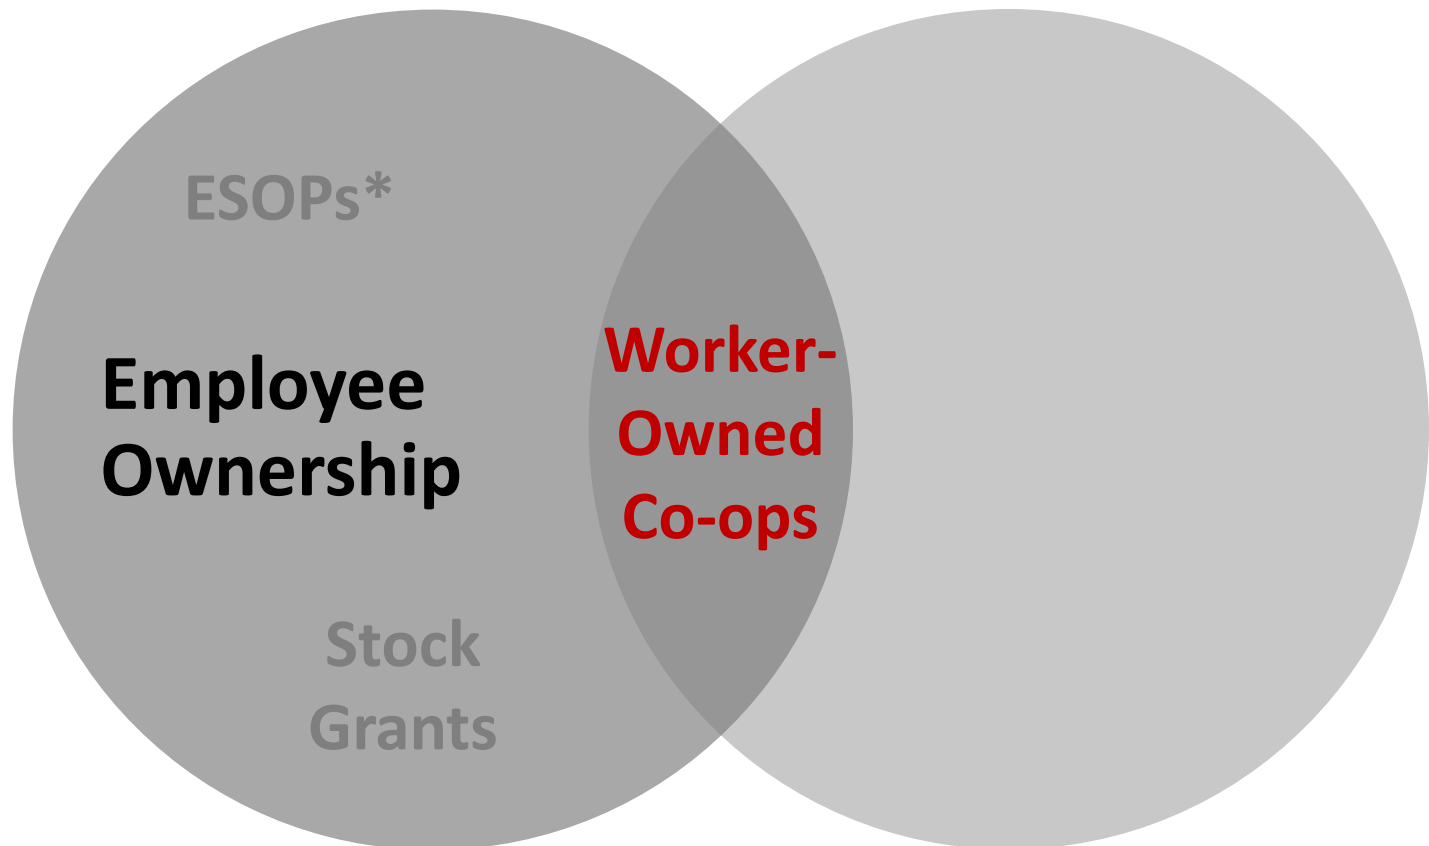 ESOPs*
Employee
Ownership
Worker-
Owned
Co-ops
Stock
Grants